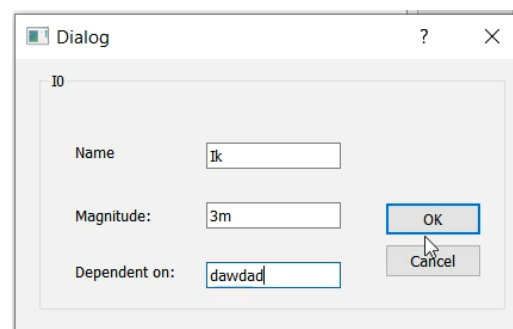 Dialog ?
I0
Name Ik
Magnitude: 3m
OK
Dependent on: dawdad
Cancel